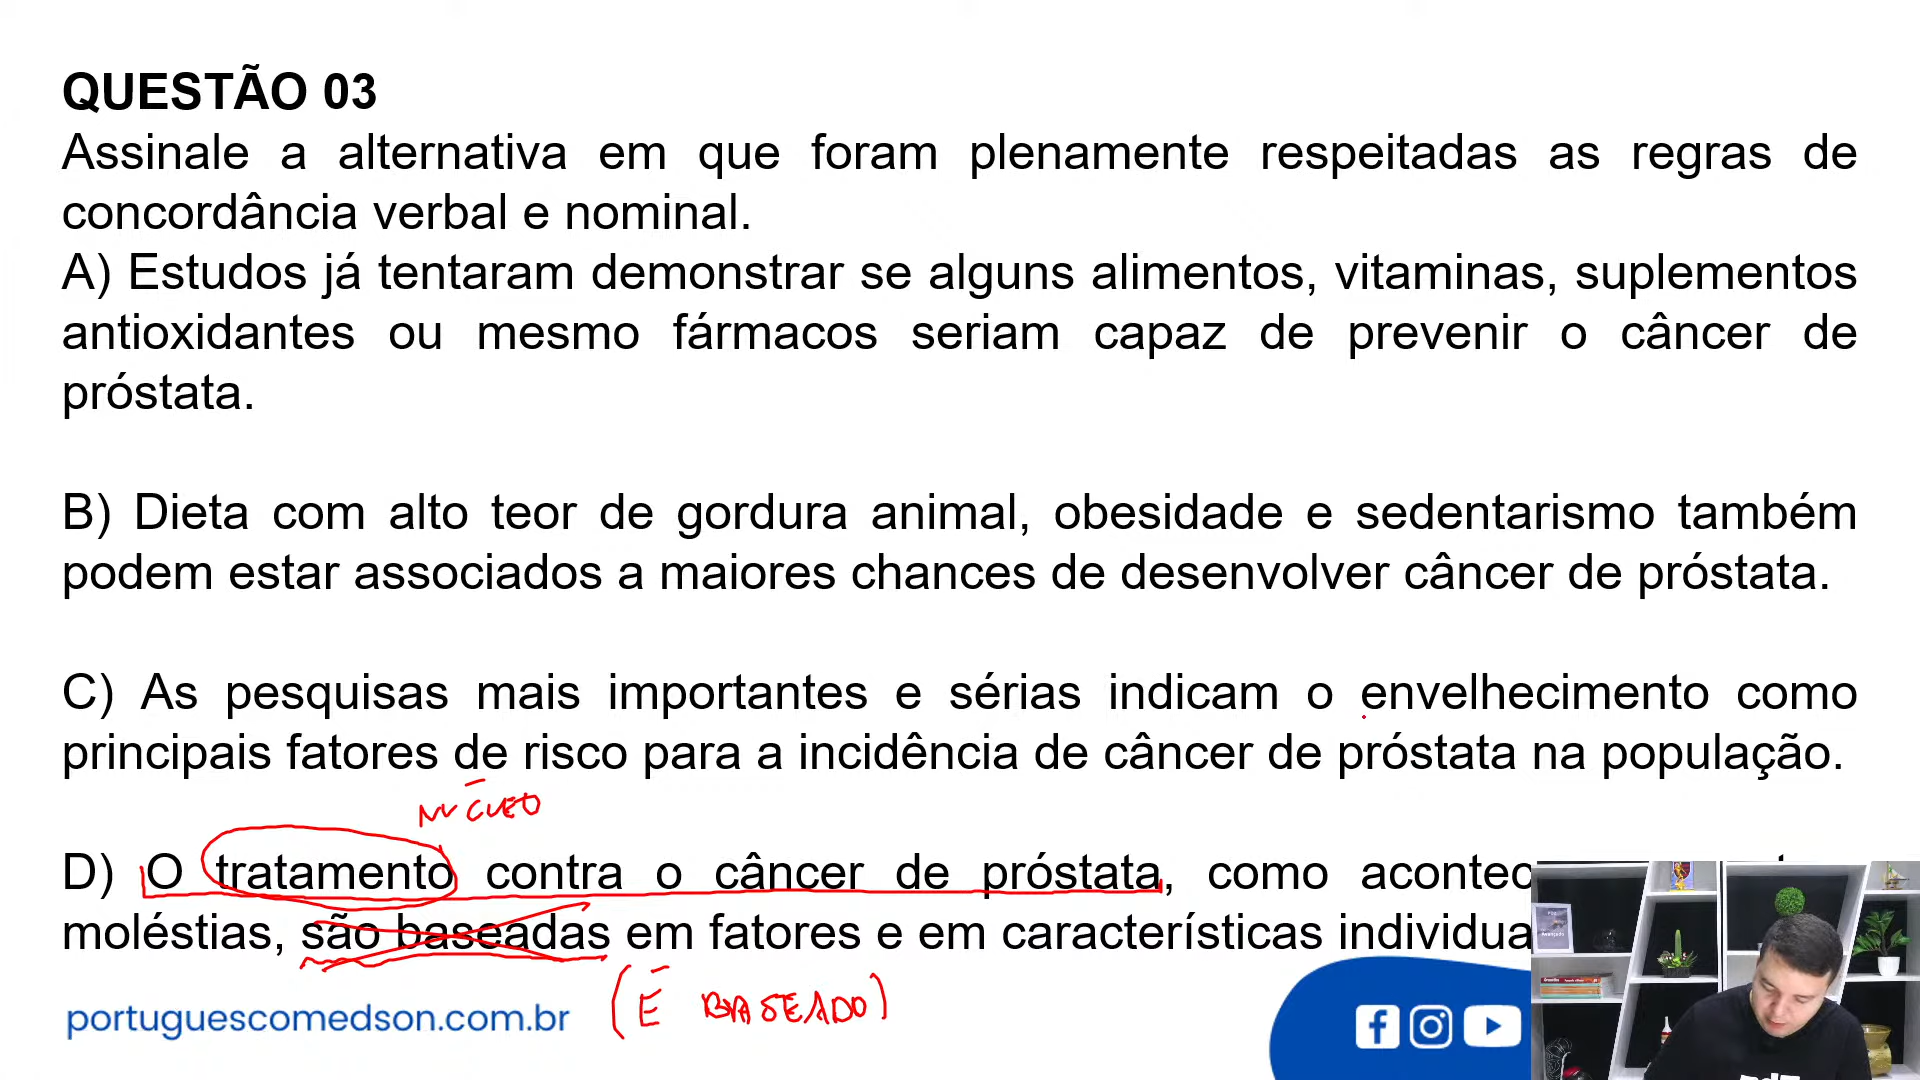 QUESTÃO 03
Assinale a alternativa em que foram plenamente respeitadas as regras de
concordância verbal e nominal.
A) Estudos já tentaram demonstrar se alguns alimentos, vitaminas, suplementos
antioxidantes ou mesmo fármacos seriam capaz de prevenir o câncer de
próstata.
B) Dieta com alto teor de gordura animal, obesidade e sedentarismo também
podem estar associados a maiores chances de desenvolver câncer de próstata.
C) As pesquisas mais importantes e sérias indicam o envelhecimento como
principais fatores de risco para a incidência de câncer de próstata na população.
NÚCLEO
D) O tratamento contra o câncer de próstata, como acontec
moléstias, são baseadas em fatores e em características individua
(É BASEADO)
portuguescomedson.com.br